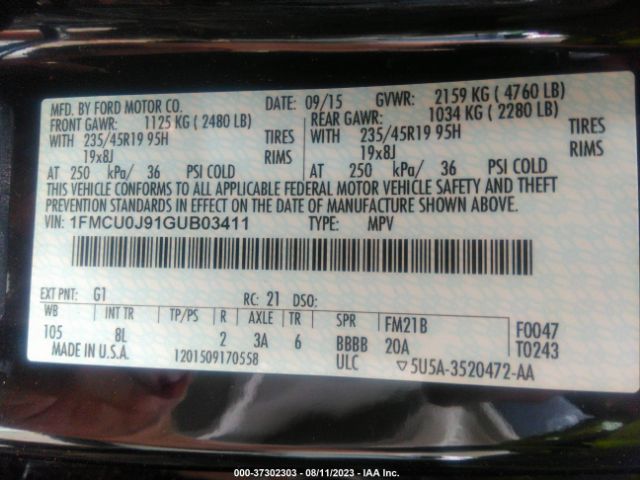 MFD. BY FORD MOTOR CO. DATE: 09/15 GVWR: 2159 KG ( 4760 LB)
FRONT GAWR: 1125 KG ( 2480 LB) REAR GAWR: 1034 KG ( 2280 LB)
WITH 235/45R19 95H TIRES WITH 235/45R19 95H TIRES
19x8J RIMS 19x8J RIMS
AT 250 kPa/ 36 PSI COLD AT 250 kPa/ 36 PSI COLD
THIS VEHICLE CONFORMS TO ALL APPLICABLE FEDERAL MOTOR VEHICLE SAFETY AND THEFT
PREVENTION STANDARDS IN EFFECT ON THE DATE OF MANUFACTURE SHOWN ABOVE.
VIN: 1FMCU0J91GUB03411 TYPE: MPV
EXT PNT: G1 RC: 21 DSO:
WB INT TR TP/PS R AXLE TR SPR FM21B F0047
105 8L 2 3A 6 BBBB 20A T0243
MADE IN U.S.A. 1201509170558 ULC ▽5U5A-3520472-AA
000-37302303 - 08/11/2023 - IAA Inc.